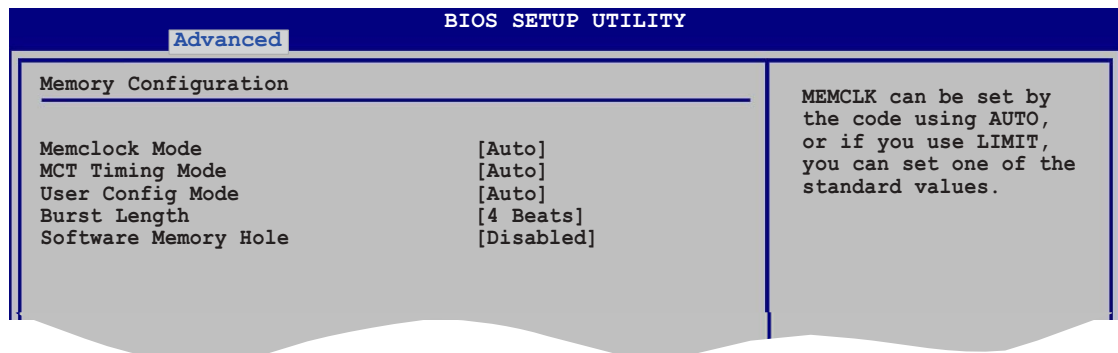 BIOS SETUP UTILITY
Advanced
Memory Configuration
Memclock Mode [Auto]
MCT Timing Mode [Auto]
User Config Mode [Auto]
Burst Length [4 Beats]
Software Memory Hole [Disabled]
MEMCLK can be set by
the code using AUTO,
or if you use LIMIT,
you can set one of the
standard values.